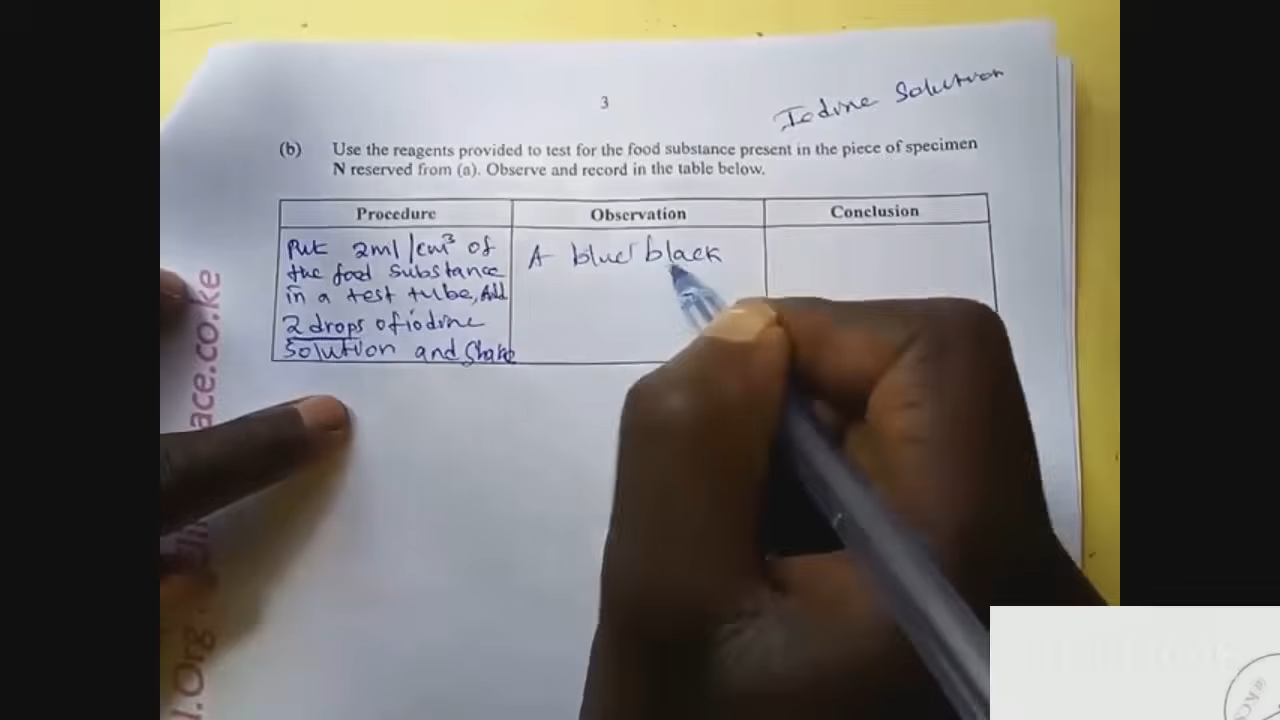 3
Iodine Solution
(b) Use the reagents provided to test for the food substance present in the piece of specimen
N reserved from (a). Observe and record in the table below.
Procedure Observation Conclusion
Put 2ml/cm³ of
the food substance
in a test tube, Add
2 drops of iodine
Solution and Shake
A blue/black
ace.co.ke
.Org